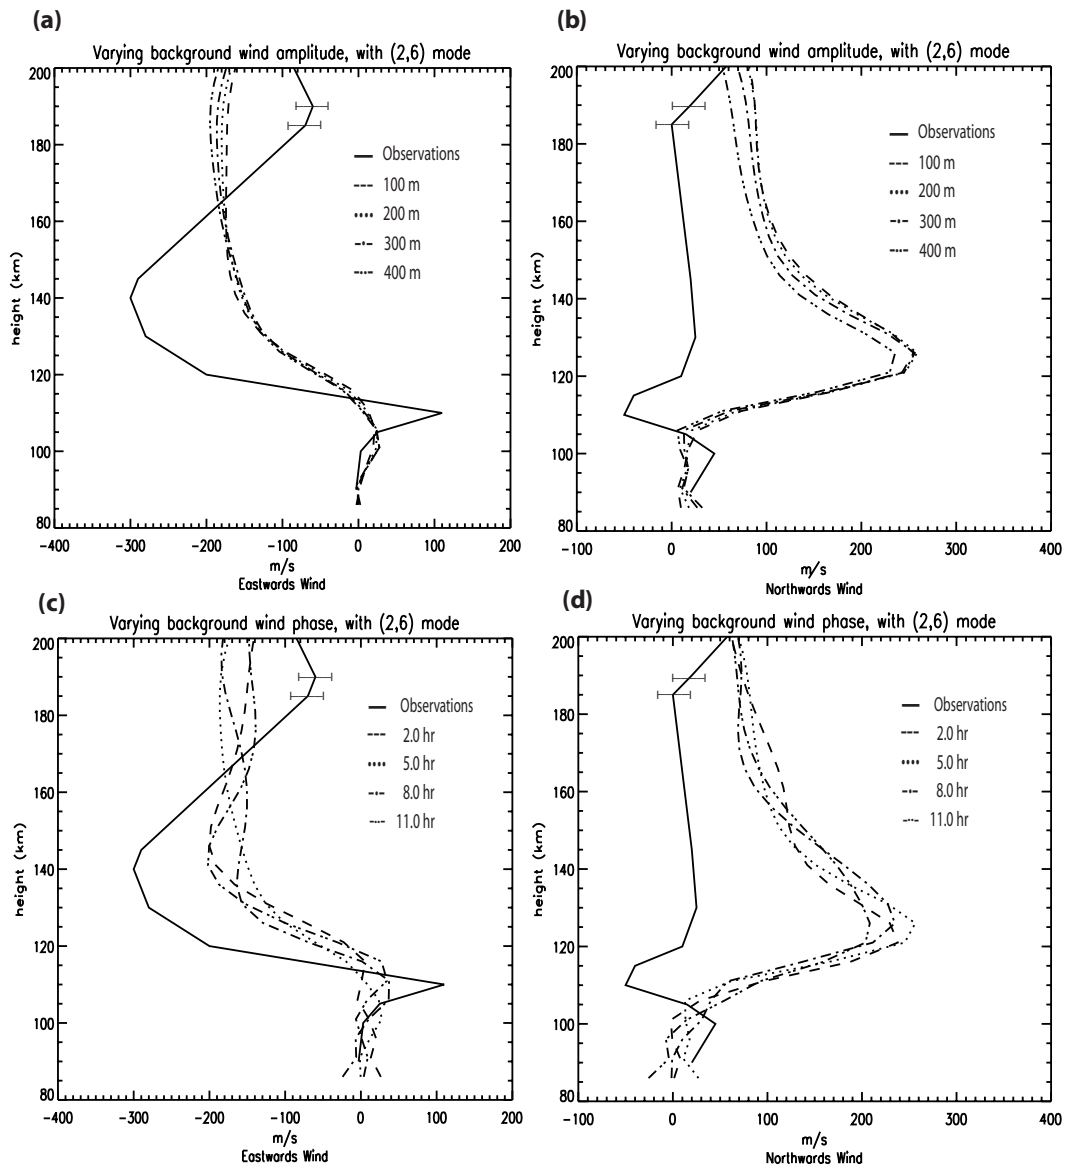 (a)
Varying background wind amplitude, with (2,6) mode
200
180
160
140
120
100
80
height (km)
Observations
100 m
200 m
300 m
400 m
-400 -300 -200 -100 0 100 200
m/s
Eastwards Wind
(b)
Varying background wind amplitude, with (2,6) mode
200
180
160
140
120
100
80
height (km)
Observations
100 m
200 m
300 m
400 m
-100 0 100 200 300 400
m/s
Northwards Wind
(c)
Varying background wind phase, with (2,6) mode
200
180
160
140
120
100
80
height (km)
Observations
2.0 hr
5.0 hr
8.0 hr
11.0 hr
-400 -300 -200 -100 0 100 200
m/s
Eastwards Wind
(d)
Varying background wind phase, with (2,6) mode
200
180
160
140
120
100
80
height (km)
Observations
2.0 hr
5.0 hr
8.0 hr
11.0 hr
-100 0 100 200 300 400
m/s
Northwards Wind